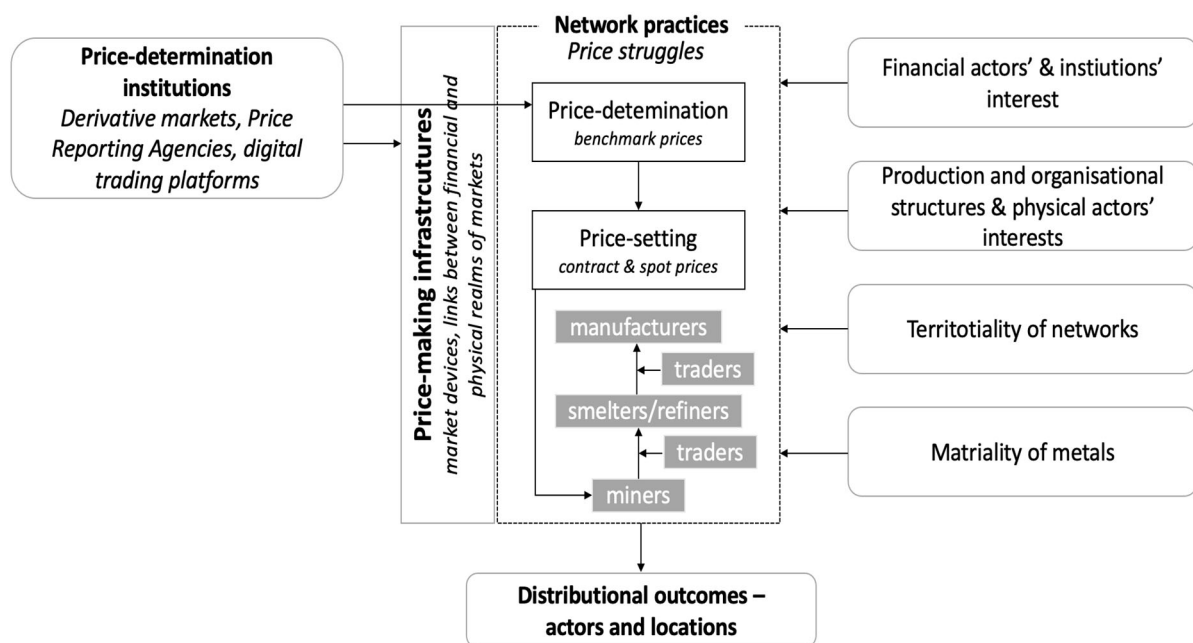 Price-determination
institutions
Derivative markets, Price
Reporting Agencies, digital
trading platforms
Price-making infrastrcutures
market devices, links between financial and
physical realms of markets
Network practices
Price struggles
Price-detemination
benchmark prices
Price-setting
contract & spot prices
manufacturers
traders
smelters/refiners
traders
miners
Financial actors’ & instiutions’
interest
Production and organisational
structures & physical actors’
interests
Territotiality of networks
Matriality of metals
Distributional outcomes –
actors and locations